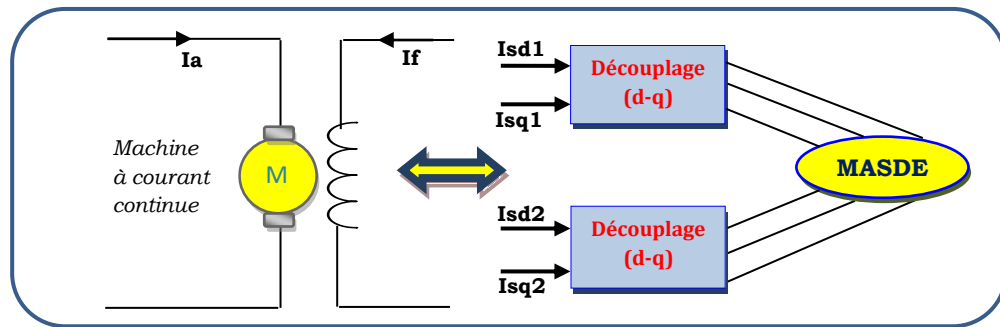 Ia
If
Machine
à courant
continue
M
Isd1
Isq1
Découplage
(d-q)
MASDE
Isd2
Isq2
Découplage
(d-q)